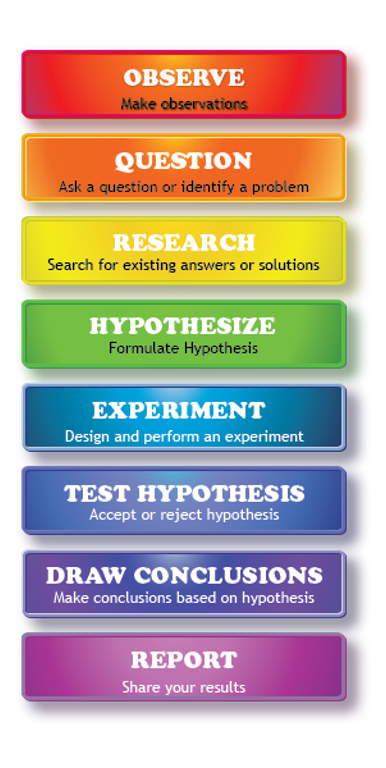 OBSERVE
Make observations
QUESTION
Ask a question or identify a problem
RESEARCH
Search for existing answers or solutions
HYPOTHESIZE
Formulate Hypothesis
EXPERIMENT
Design and perform an experiment
TEST HYPOTHESIS
Accept or reject hypothesis
DRAW CONCLUSIONS
Make conclusions based on hypothesis
REPORT
Share your results